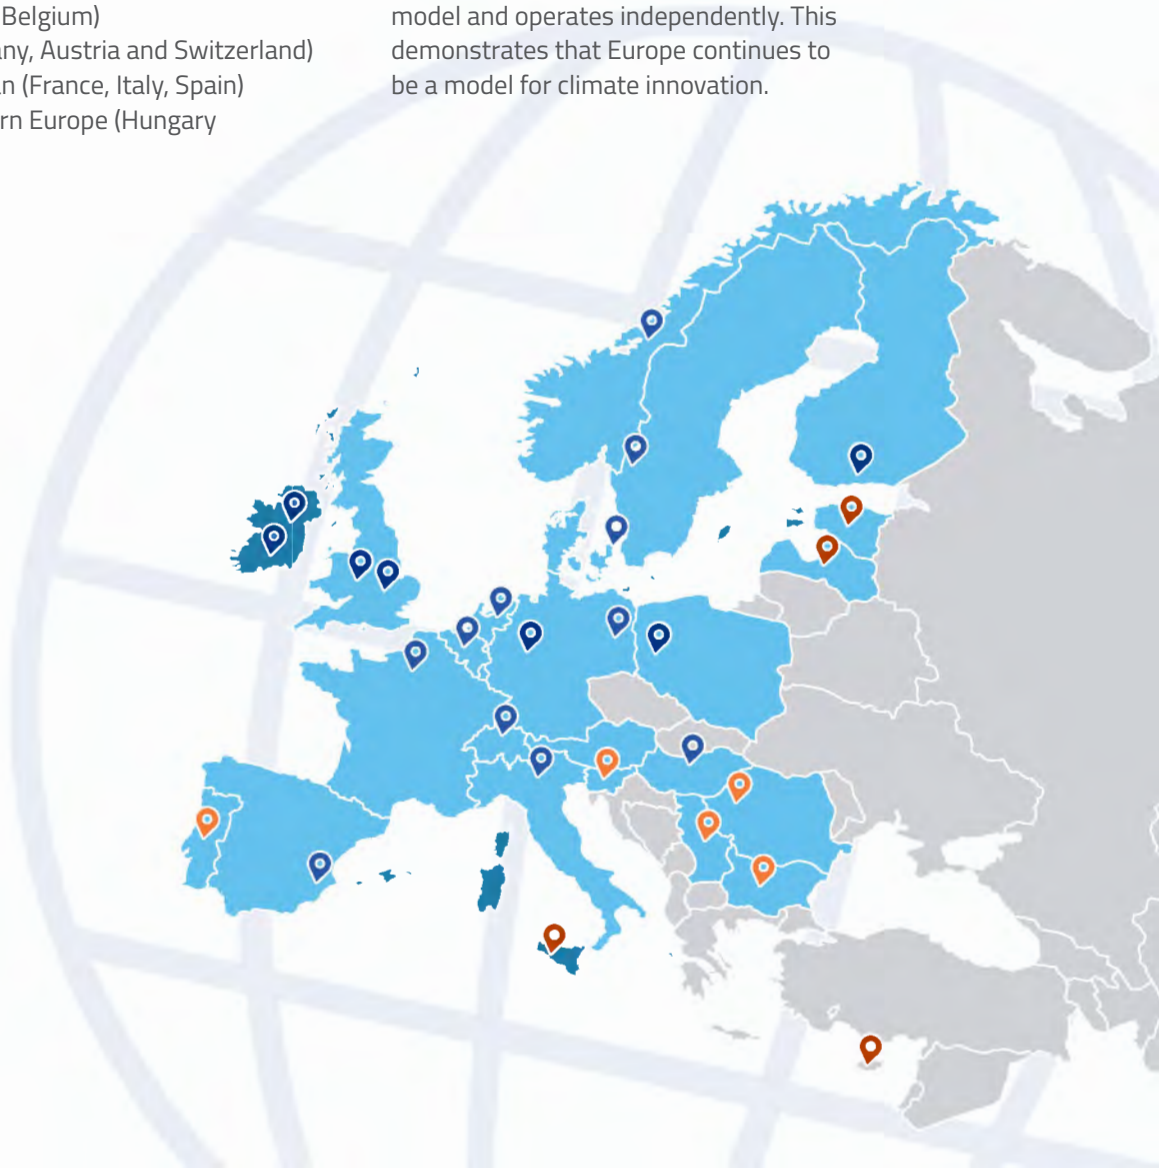 Belgium)
any, Austria and Switzerland)
n (France, Italy, Spain)
rn Europe (Hungary
model and operates independently. This
demonstrates that Europe continues to
be a model for climate innovation.